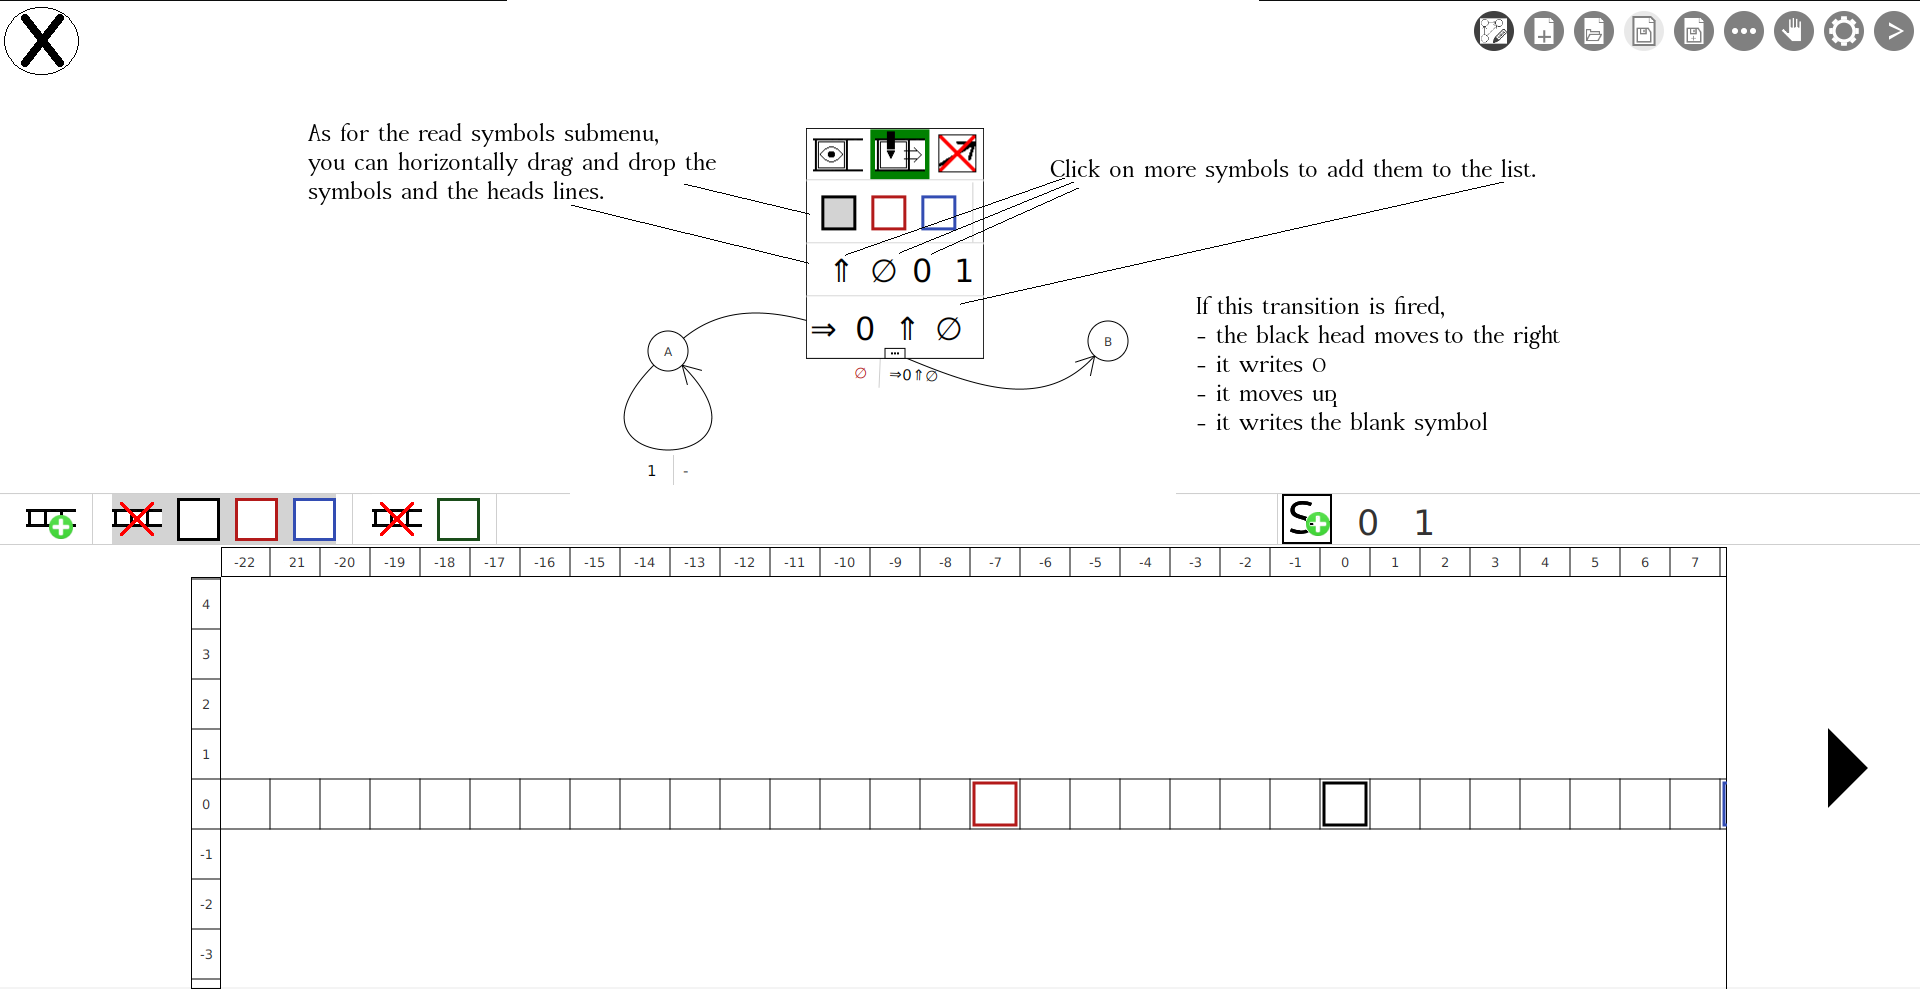 As for the read symbols submenu,
you can horizontally drag and drop the
symbols and the heads lines.
Click on more symbols to add them to the list.
⇑ ∅ 0 1
⇒ 0 ⇑ ∅
...
∅ ⇒0⇑∅
A
B
1 -
If this transition is fired,
- the black head moves to the right
- it writes 0
- it moves up
- it writes the blank symbol
S 0 1
-22 21 -20 -19 -18 -17 -16 -15 -14 -13 -12 -11 -10 -9 -8 -7 -6 -5 -4 -3 -2 -1 0 1 2 3 4 5 6 7
4
3
2
1
0
-1
-2
-3